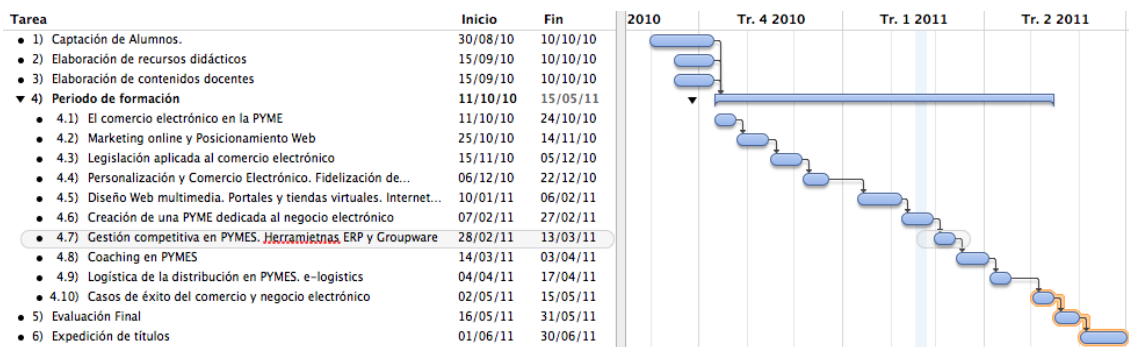 Tarea Inicio Fin 2010 Tr. 4 2010 Tr. 1 2011 Tr. 2 2011
1) Captación de Alumnos. 30/08/10 10/10/10
2) Elaboración de recursos didácticos 15/09/10 10/10/10
3) Elaboración de contenidos docentes 15/09/10 10/10/10
4) Periodo de formación 11/10/10 15/05/11
4.1) El comercio electrónico en la PYME 11/10/10 24/10/10
4.2) Marketing online y Posicionamiento Web 25/10/10 14/11/10
4.3) Legislación aplicada al comercio electrónico 15/11/10 05/12/10
4.4) Personalización y Comercio Electrónico. Fidelización de... 06/12/10 22/12/10
4.5) Diseño Web multimedia. Portales y tiendas virtuales. Internet... 10/01/11 06/02/11
4.6) Creación de una PYME dedicada al negocio electrónico 07/02/11 27/02/11
4.7) Gestión competitiva en PYMES. Herramietnas ERP y Groupware 28/02/11 13/03/11
4.8) Coaching en PYMES 14/03/11 03/04/11
4.9) Logística de la distribución en PYMES. e-logistics 04/04/11 17/04/11
4.10) Casos de éxito del comercio y negocio electrónico 02/05/11 15/05/11
5) Evaluación Final 16/05/11 31/05/11
6) Expedición de títulos 01/06/11 30/06/11